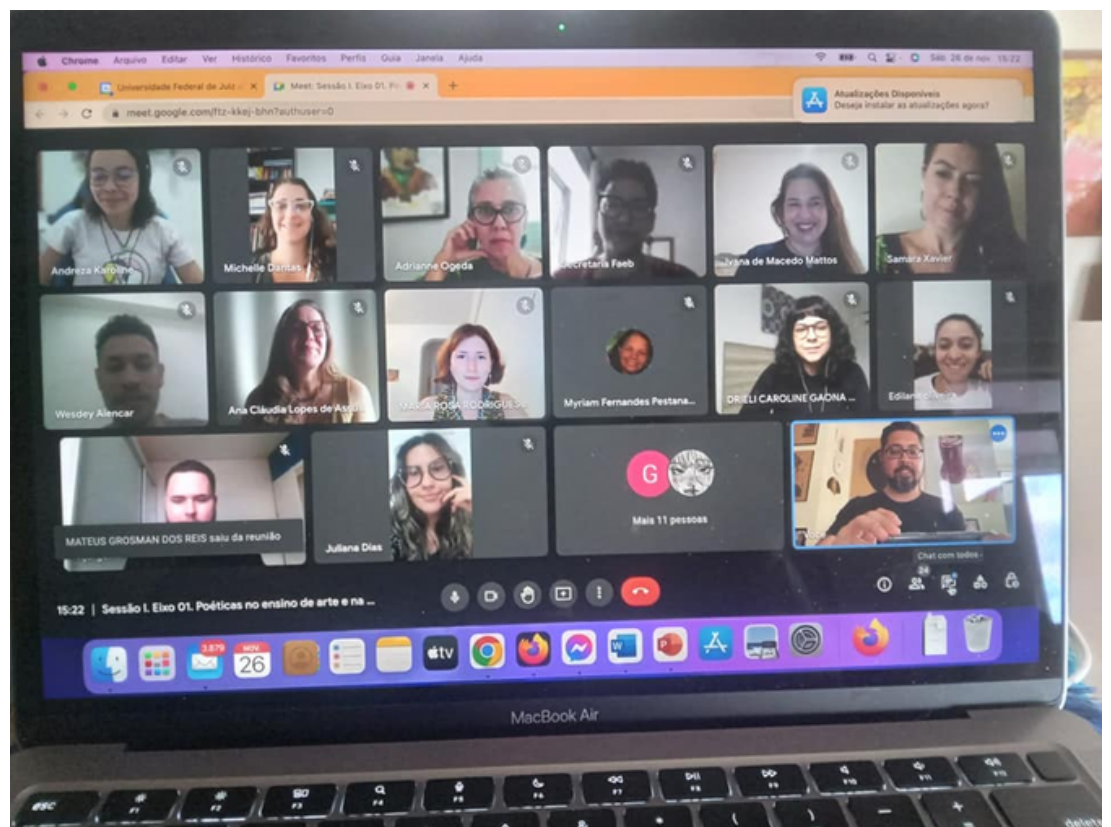 Chrome Arquivo Editar Ver Histórico Favoritos Perfis Guia Janela Ajuda
Sáb. 26 de nov. 15:22
Universidade Federal de Juiz
Meet: Sessão I. Eixo 01. Po
meet.google.com/ftz-kkej-bhn?authuser=0
Atualizações Disponíveis
Deseja instalar as atualizações agora?
Andreza Karoline
Michelle Dantas
Adrianne Ogeda
Secretaria Faeb
Ivana de Macedo Mattos
Samara Xavier
Wesdey Alencar
Ana Cláudia Lopes de
MARIA ROSA RODRIGUES
Myriam Fernandes Pestana...
DRIELI CAROLINE GAONA ...
MATEUS GROSMAN DOS REIS saiu da reunião
Juliana Dias
G
Mais 11 pessoas
Chat com todos
24
15:22 | Sessão I. Eixo 01. Poéticas no ensino de arte e na ...
3.879
NOV.
26
tv
W
P
MacBook Air
esc
F1
F2
F3
F4
F5
F6
F7
F8
F9
F10
F11
F12
delete